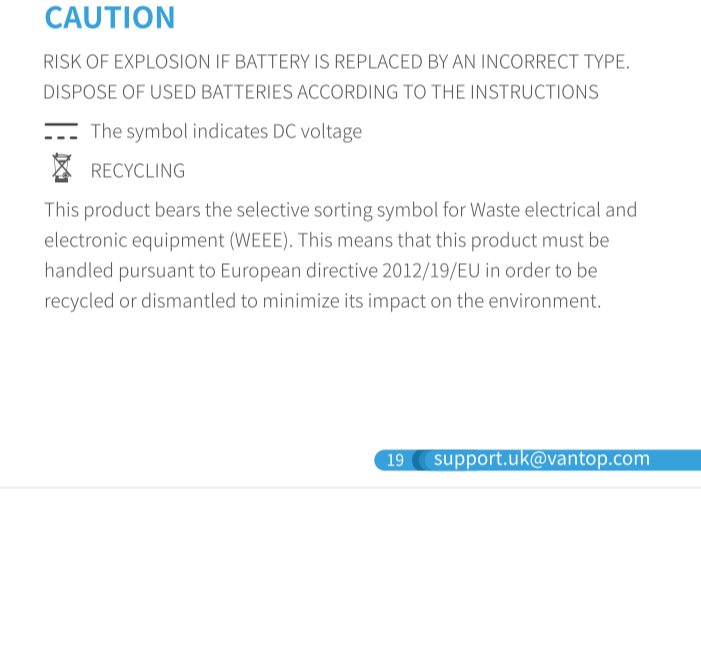 CAUTION
RISK OF EXPLOSION IF BATTERY IS REPLACED BY AN INCORRECT TYPE.
DISPOSE OF USED BATTERIES ACCORDING TO THE INSTRUCTIONS
The symbol indicates DC voltage
RECYCLING
This product bears the selective sorting symbol for Waste electrical and
electronic equipment (WEEE). This means that this product must be
handled pursuant to European directive 2012/19/EU in order to be
recycled or dismantled to minimize its impact on the environment.
19 support.uk@vantop.com